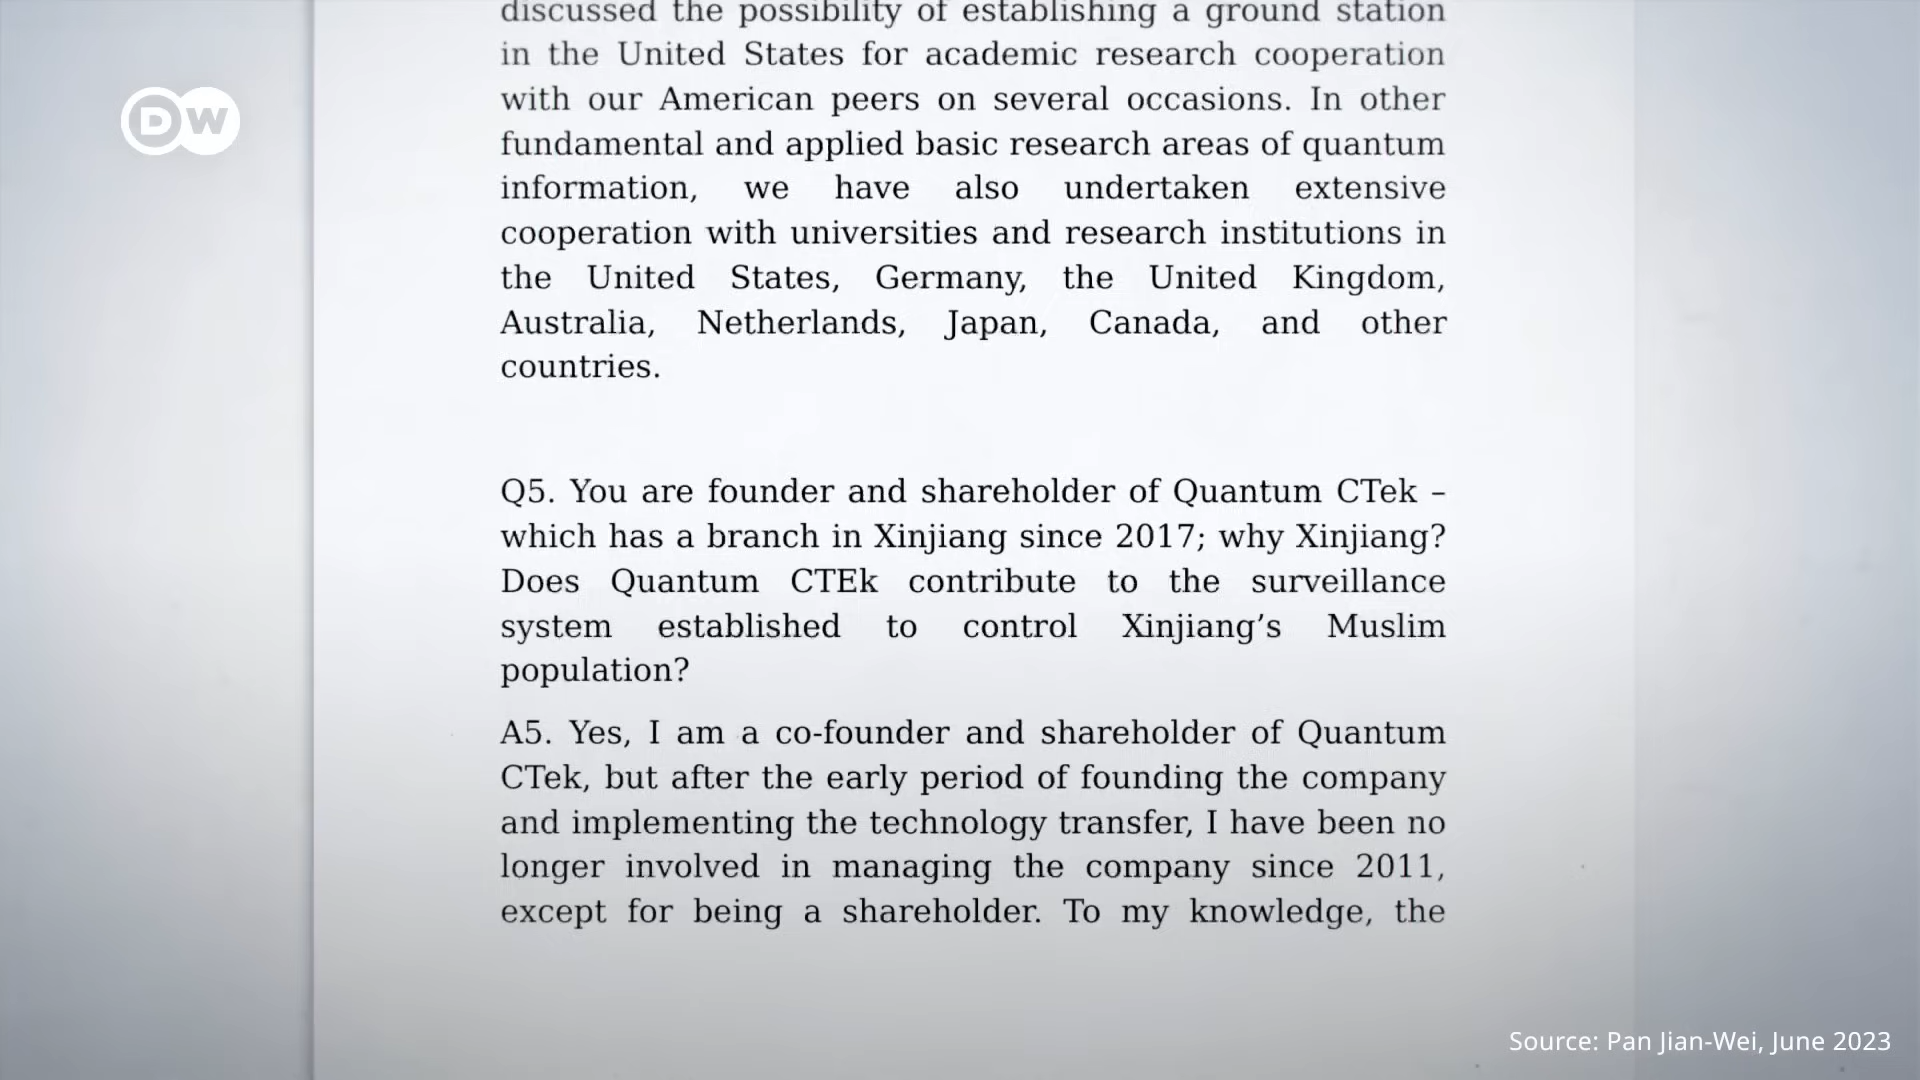 discussed the possibility of establishing a ground station
in the United States for academic research cooperation
with our American peers on several occasions. In other
fundamental and applied basic research areas of quantum
information, we have also undertaken extensive
cooperation with universities and research institutions in
the United States, Germany, the United Kingdom,
Australia, Netherlands, Japan, Canada, and other
countries.
Q5. You are founder and shareholder of Quantum CTek –
which has a branch in Xinjiang since 2017; why Xinjiang?
Does Quantum CTEk contribute to the surveillance
system established to control Xinjiang’s Muslim
population?
A5. Yes, I am a co-founder and shareholder of Quantum
CTek, but after the early period of founding the company
and implementing the technology transfer, I have been no
longer involved in managing the company since 2011,
except for being a shareholder. To my knowledge, the
DW
Source: Pan Jian-Wei, June 2023